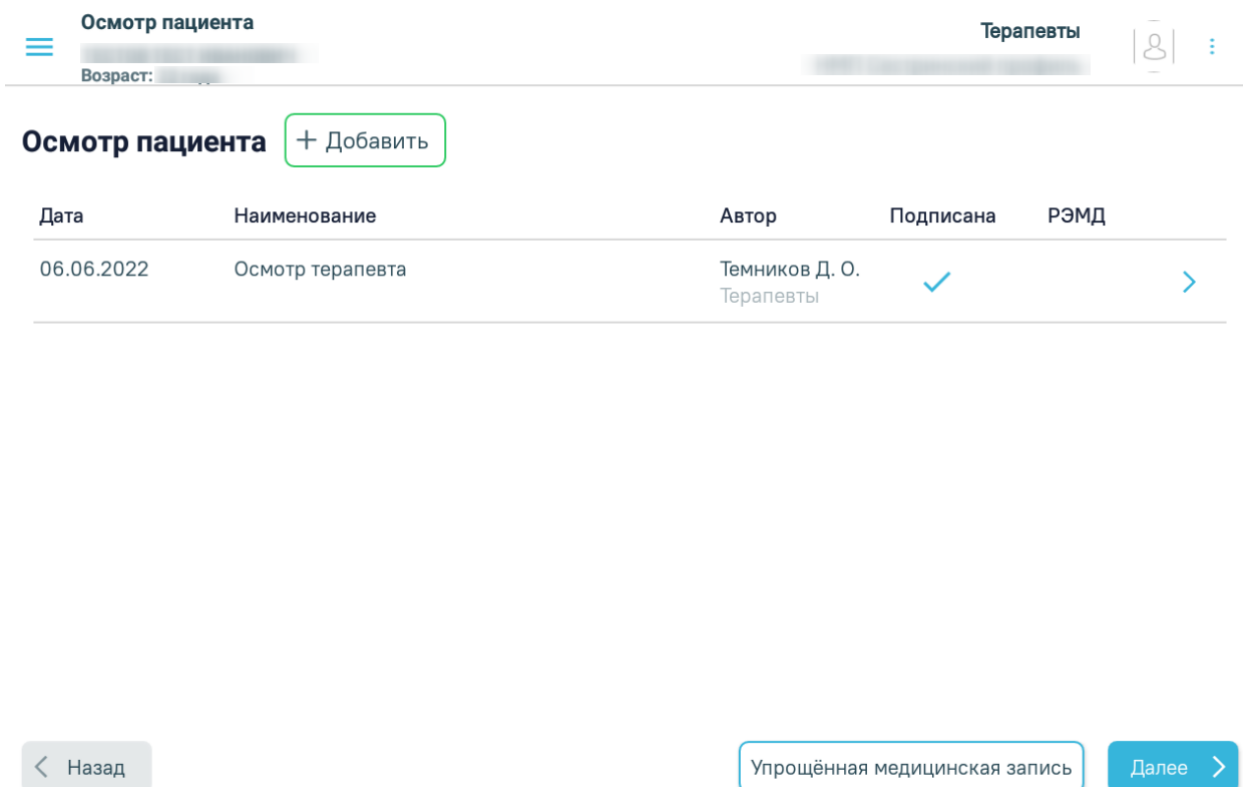 Осмотр пациента
Терапевты
Возраст:
Осмотр пациента + Добавить
Дата Наименование Автор Подписана РЭМД
06.06.2022 Осмотр терапевта Темников Д. О.
Терапевты
Назад Упрощённая медицинская запись Далее